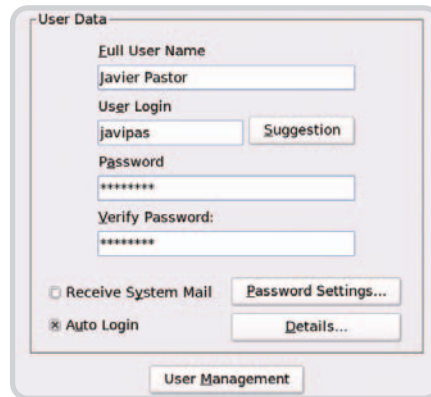 User Data
Full User Name
Javier Pastor
User Login
javipas
Suggestion
Password
********
Verify Password:
********
Receive System Mail
Password Settings...
Auto Login
Details...
User Management